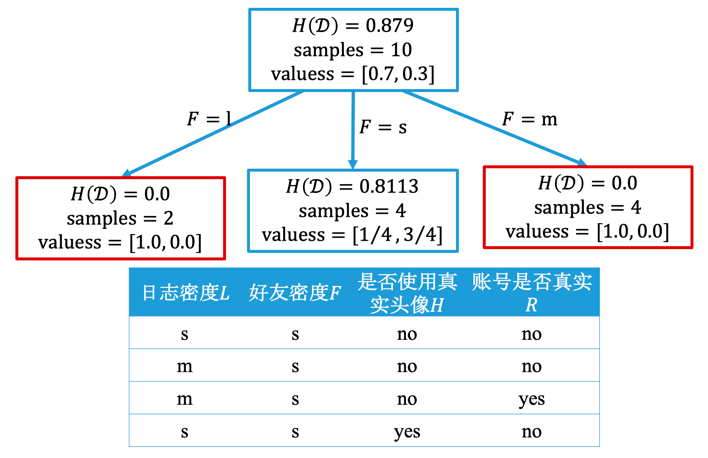 H(𝒟) = 0.879
samples = 10
valuess = [0.7, 0.3]
F = l
F = s
F = m
H(𝒟) = 0.0
samples = 2
valuess = [1.0, 0.0]
H(𝒟) = 0.8113
samples = 4
valuess = [1/4 , 3/4]
H(𝒟) = 0.0
samples = 4
valuess = [1.0, 0.0]
日志密度L 好友密度F 是否使用真实头像H 账号是否真实R
s s no no
m s no no
m s no yes
s s yes no